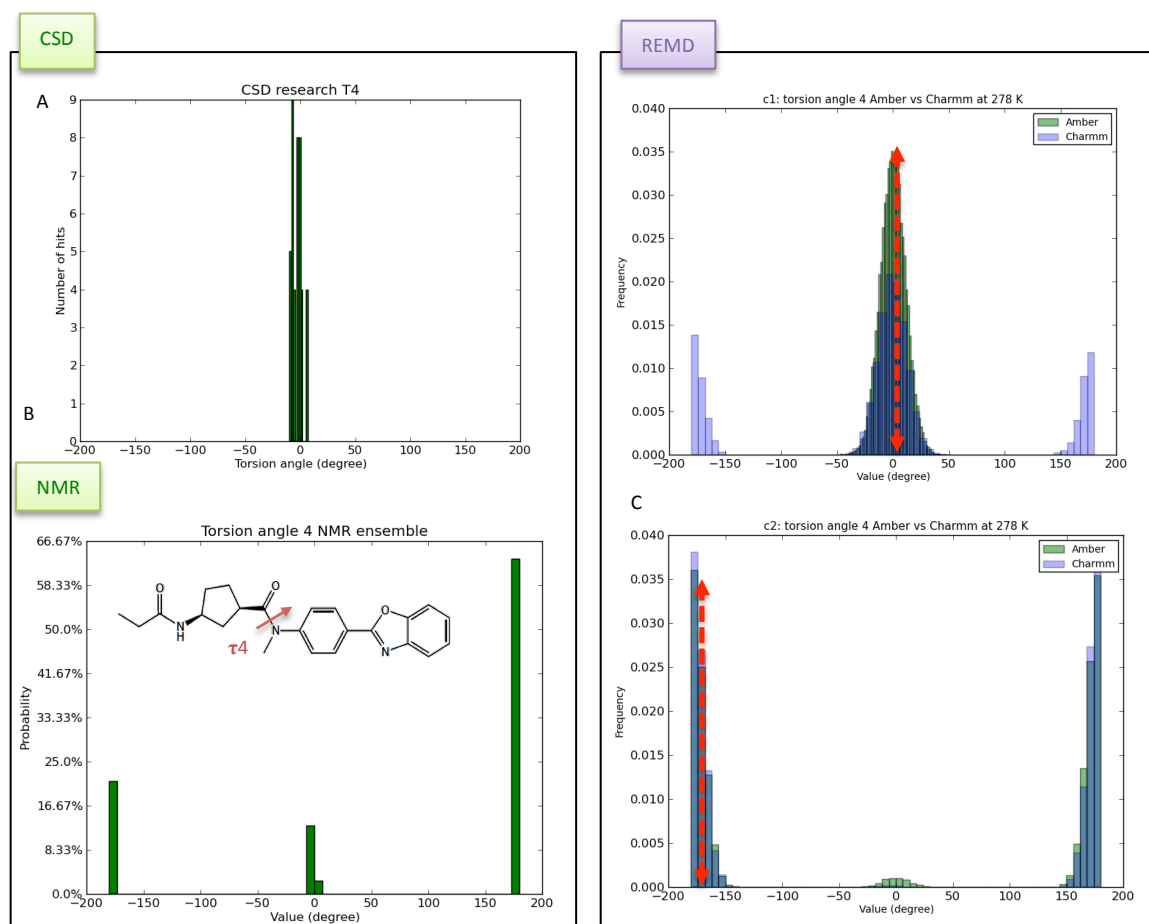 CSD
A
CSD research T4
9
8
7
6
5
4
3
2
1
0
Number of hits
−200 −150 −100 −50 0 50 100 150 200
Torsion angle (degree)
B
NMR
Torsion angle 4 NMR ensemble
66.67%
58.33%
50.0%
41.67%
33.33%
25.0%
16.67%
8.33%
0.0%
Probability
O
N
H
O
N
τ4
O
N
−200 −150 −100 −50 0 50 100 150 200
Value (degree)
REMD
c1: torsion angle 4 Amber vs Charmm at 278 K
Amber
Charmm
0.040
0.035
0.030
0.025
0.020
0.015
0.010
0.005
0.000
Frequency
−200 −150 −100 −50 0 50 100 150 200
Value (degree)
C
c2: torsion angle 4 Amber vs Charmm at 278 K
Amber
Charmm
0.040
0.035
0.030
0.025
0.020
0.015
0.010
0.005
0.000
Frequency
−200 −150 −100 −50 0 50 100 150 200
Value (degree)